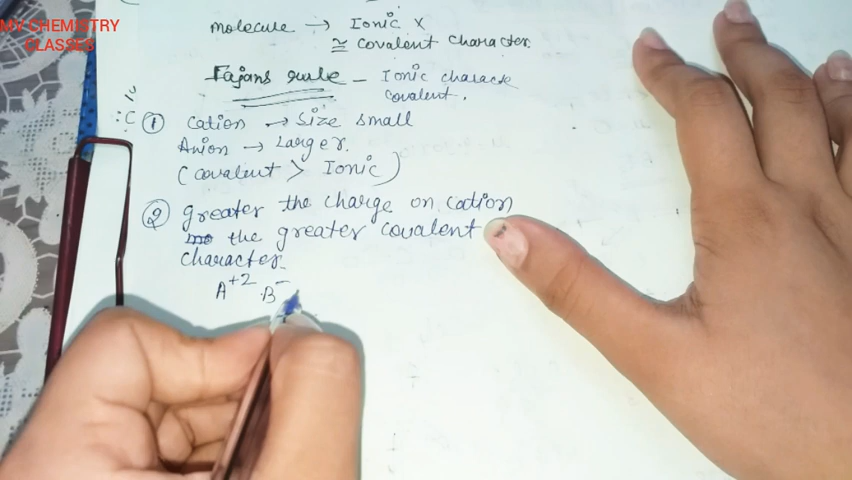 MY CHEMISTRY
CLASSES
molecule → Ionic x
≅ covalent character.
Fajans rule - Ionic characte
covalent.
① Cation → Size small
Anion → Larger.
(covalent > Ionic)
② greater the charge on cation
the greater covalent
character.
A+2 B-